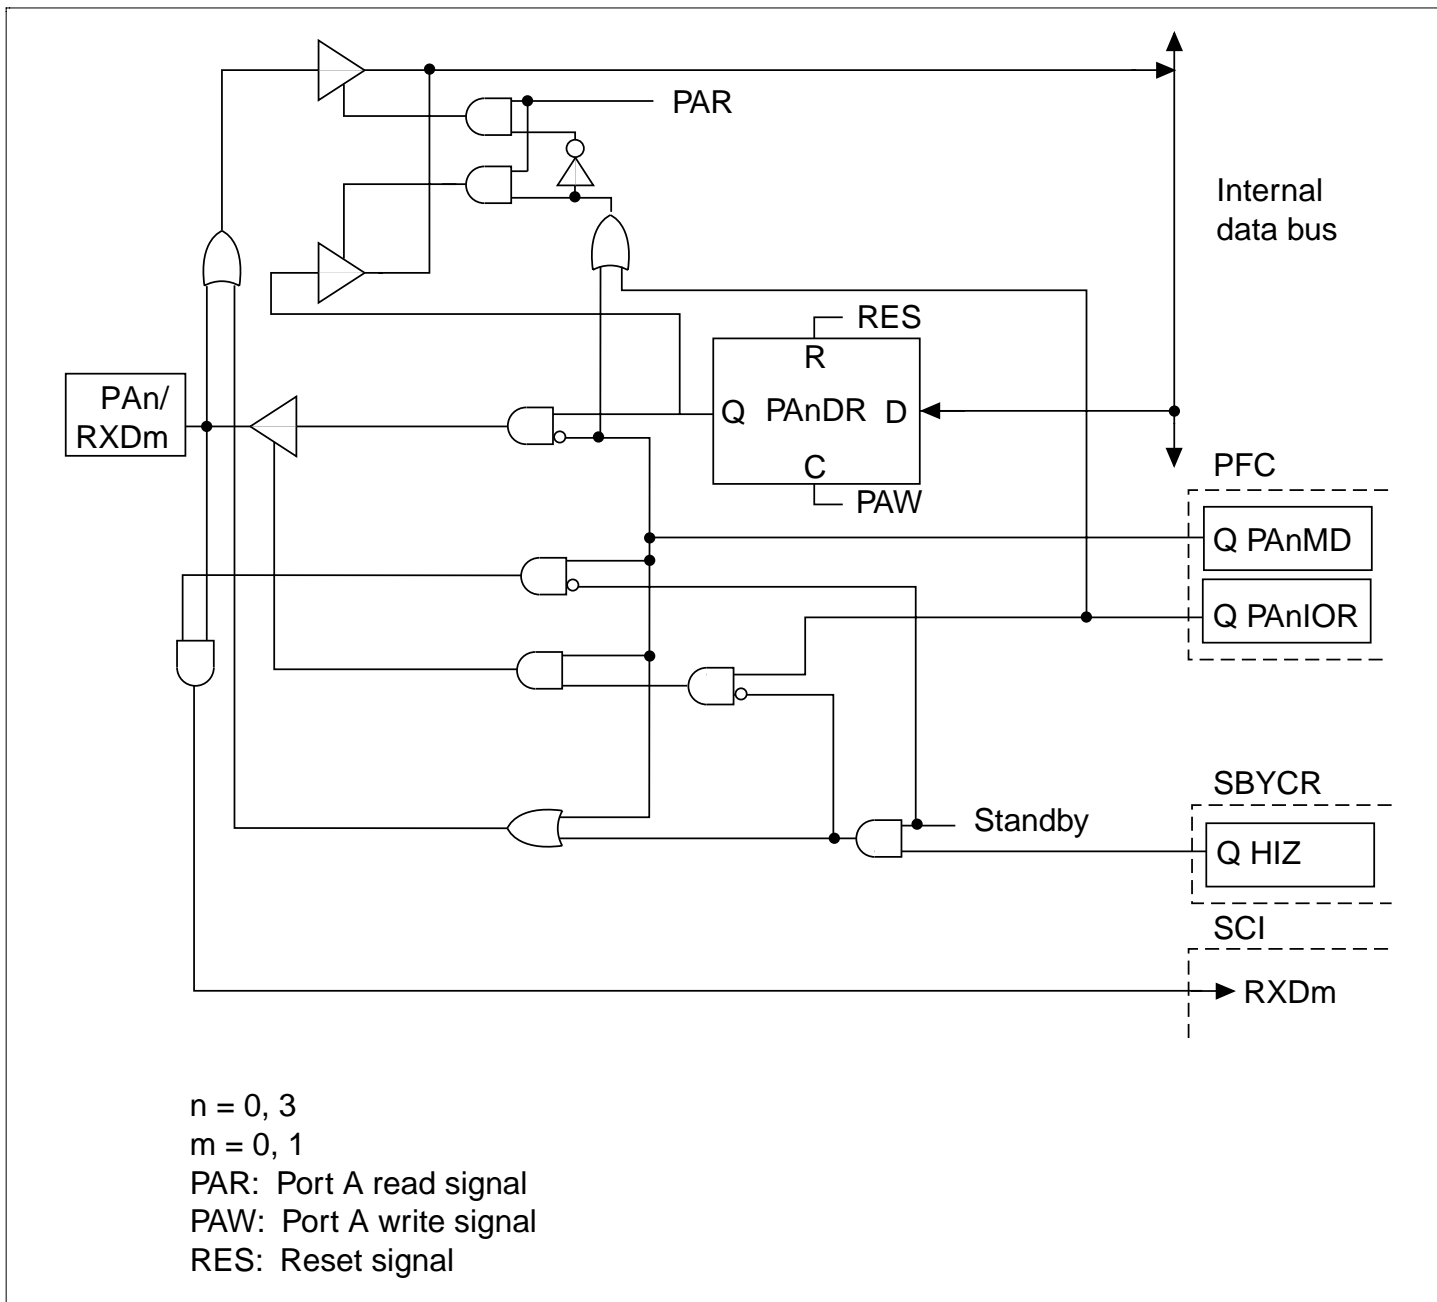 PAR
Internal
data bus
RES
R
PAn/
RXDm
Q PAnDR D
C
PAW
PFC
Q PAnMD
Q PAnIOR
SBYCR
Standby
Q HIZ
SCI
RXDm
n = 0, 3
m = 0, 1
PAR: Port A read signal
PAW: Port A write signal
RES: Reset signal